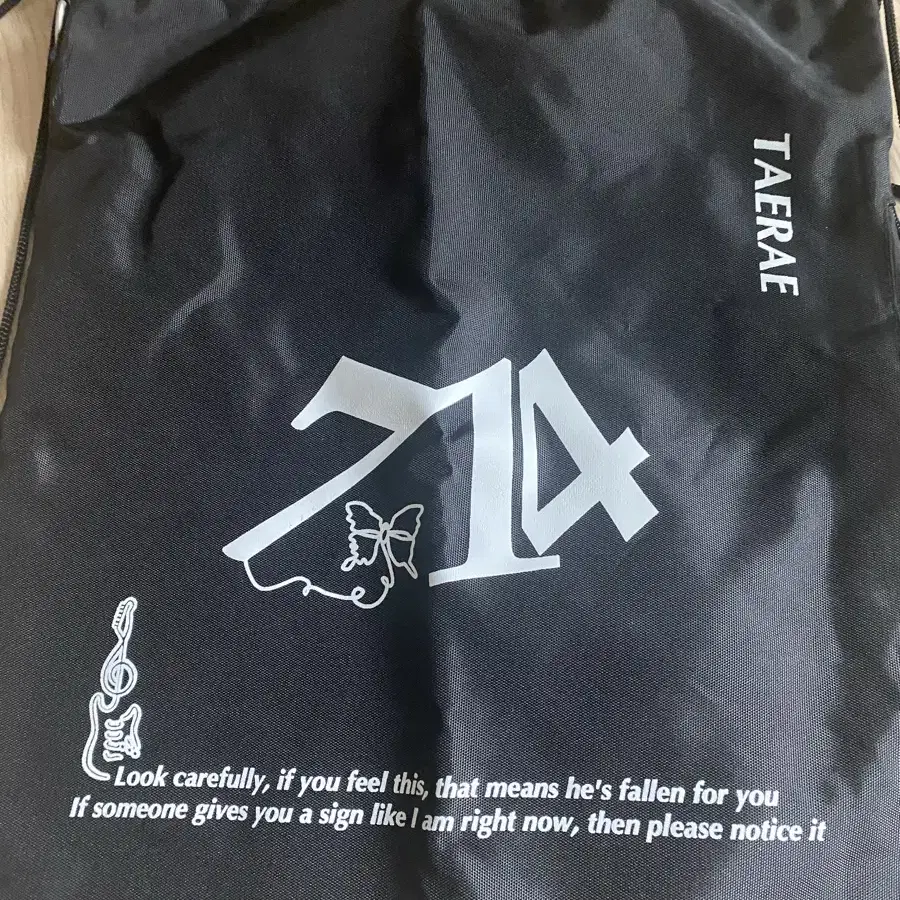 TAERAE
714
Look carefully, if you feel this, that means he's fallen for you
If someone gives you a sign like I am right now, then please notice it